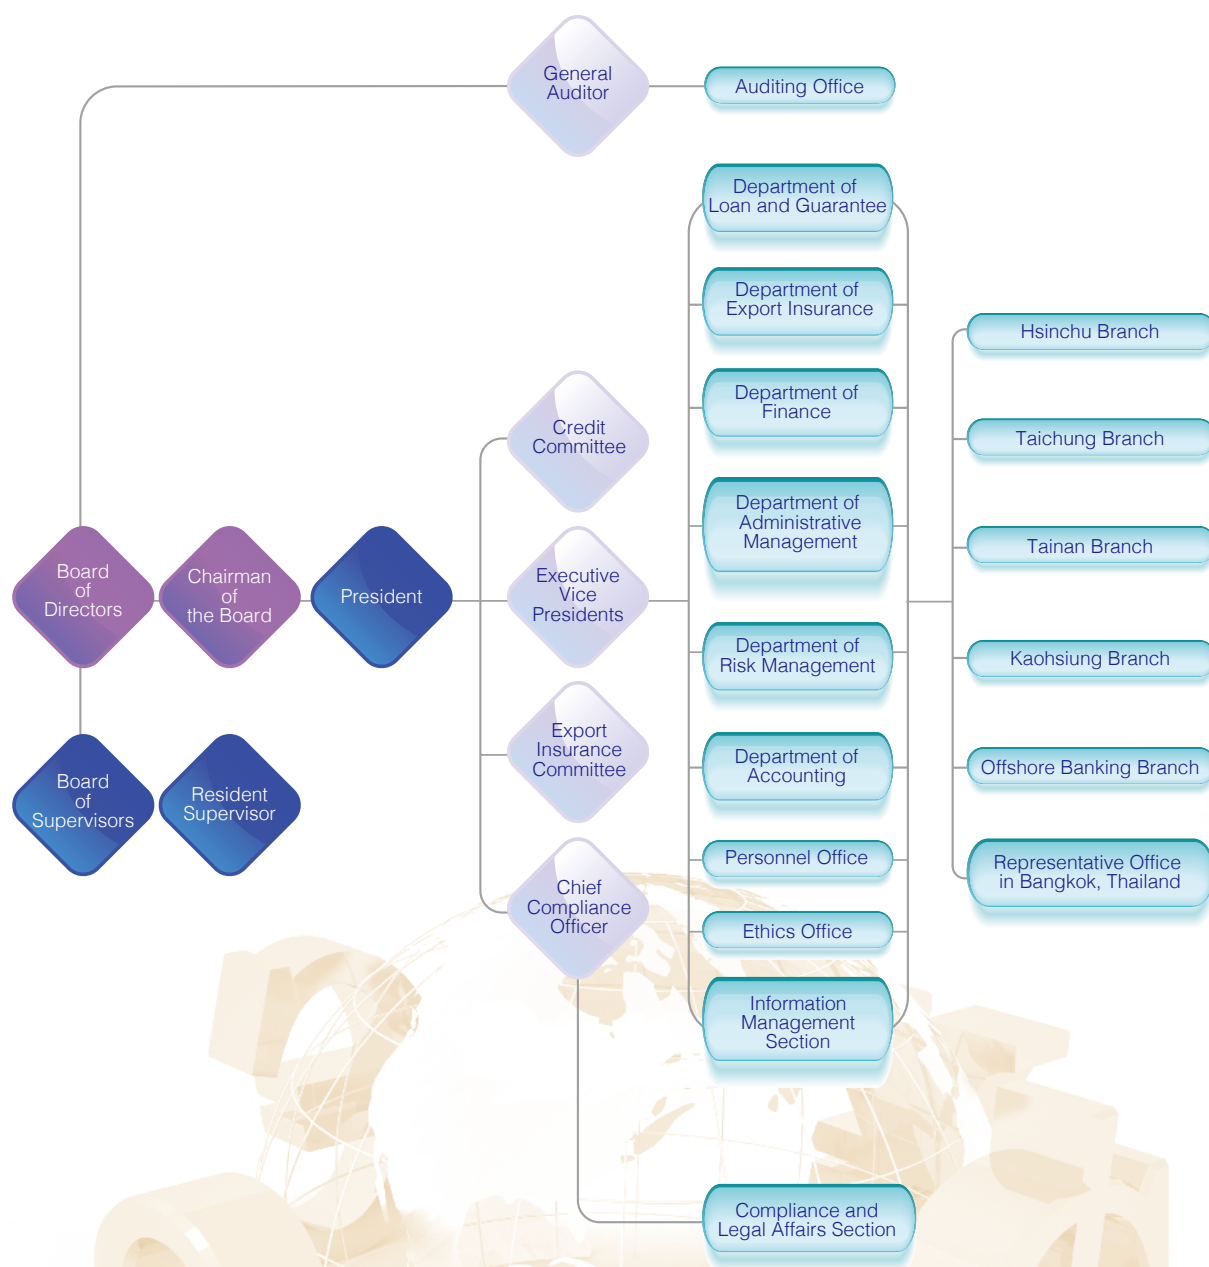 General
Auditor
Auditing Office
Department of
Loan and Guarantee
Department of
Export Insurance
Department of
Finance
Department of
Administrative
Management
Department of
Risk Management
Department of
Accounting
Personnel Office
Ethics Office
Information
Management
Section
Compliance and
Legal Affairs Section
Hsinchu Branch
Taichung Branch
Tainan Branch
Kaohsiung Branch
Offshore Banking Branch
Representative Office
in Bangkok, Thailand
Credit
Committee
Executive
Vice
Presidents
Export
Insurance
Committee
Chief
Compliance
Officer
Board
of
Directors
Chairman
of
the Board
President
Board
of
Supervisors
Resident
Supervisor